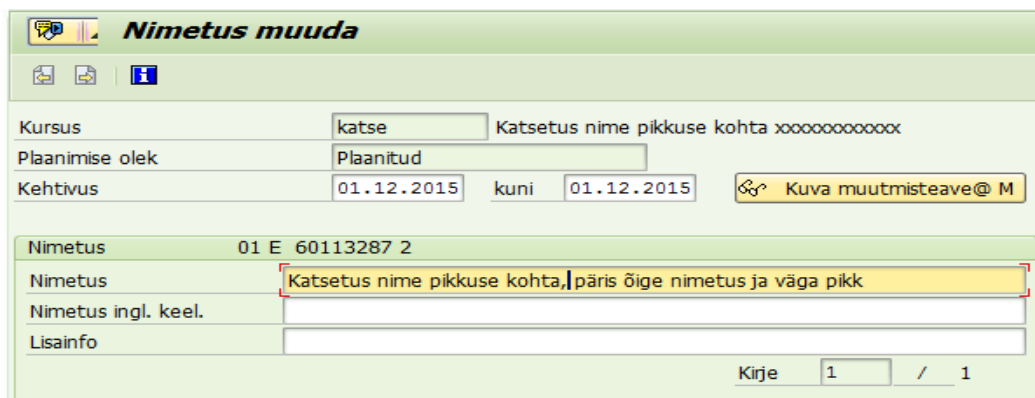 Nimetus muuda
Kursus katse Katsetus nime pikkuse kohta xxxxxxxxxxxx
Plaanimise olek Plaanitud
Kehtivus 01.12.2015 kuni 01.12.2015 Kuva muutmisteave@ M
Nimetus 01 E 60113287 2
Nimetus Katsetus nime pikkuse kohta, päris õige nimetus ja väga pikk
Nimetus ingl. keel.
Lisainfo
Kirje 1 / 1